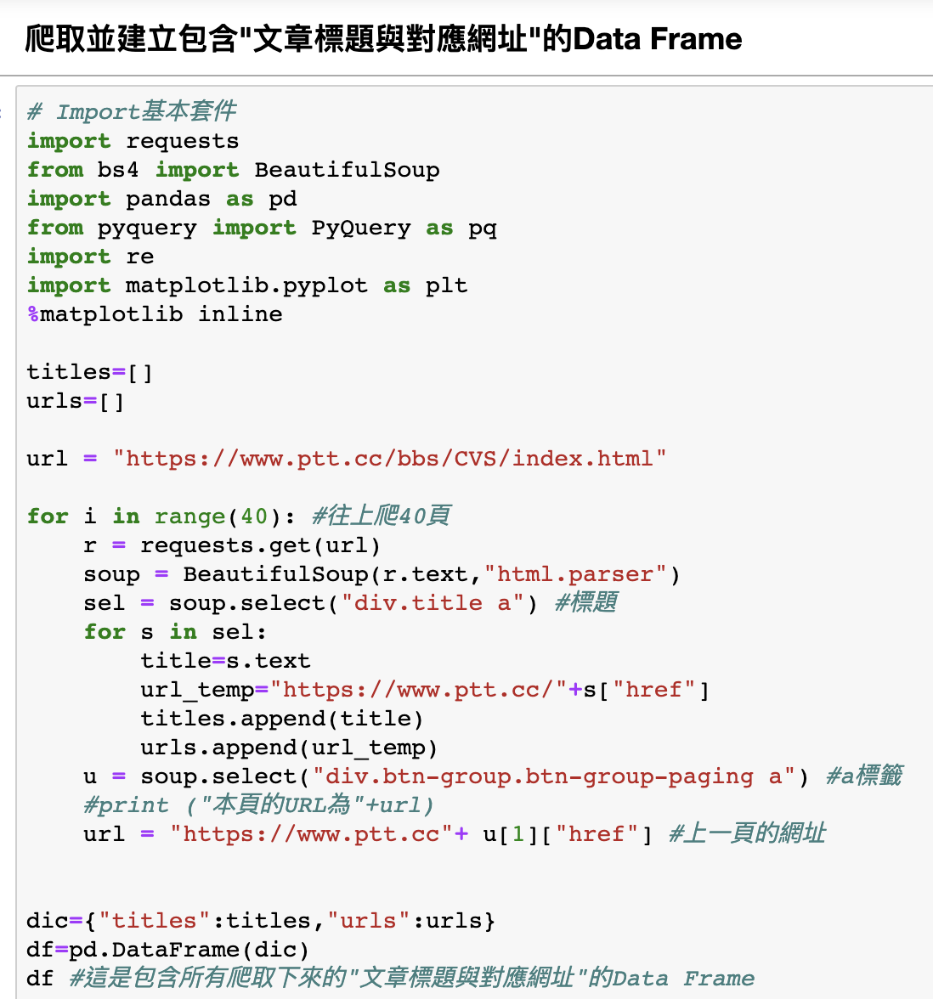 爬取並建立包含"文章標題與對應網址"的Data Frame
# Import基本套件
import requests
from bs4 import BeautifulSoup
import pandas as pd
from pyquery import PyQuery as pq
import re
import matplotlib.pyplot as plt
%matplotlib inline
titles=[]
urls=[]
url = "https://www.ptt.cc/bbs/CVS/index.html"
for i in range(40): #往上爬40頁
    r = requests.get(url)
    soup = BeautifulSoup(r.text,"html.parser")
    sel = soup.select("div.title a") #標題
    for s in sel:
        title=s.text
        url_temp="https://www.ptt.cc/"+s["href"]
        titles.append(title)
        urls.append(url_temp)
    u = soup.select("div.btn-group.btn-group-paging a") #a標籤
    #print ("本頁的URL為"+url)
    url = "https://www.ptt.cc"+ u[1]["href"] #上一頁的網址
dic={"titles":titles,"urls":urls}
df=pd.DataFrame(dic)
df #這是包含所有爬取下來的"文章標題與對應網址"的Data Frame